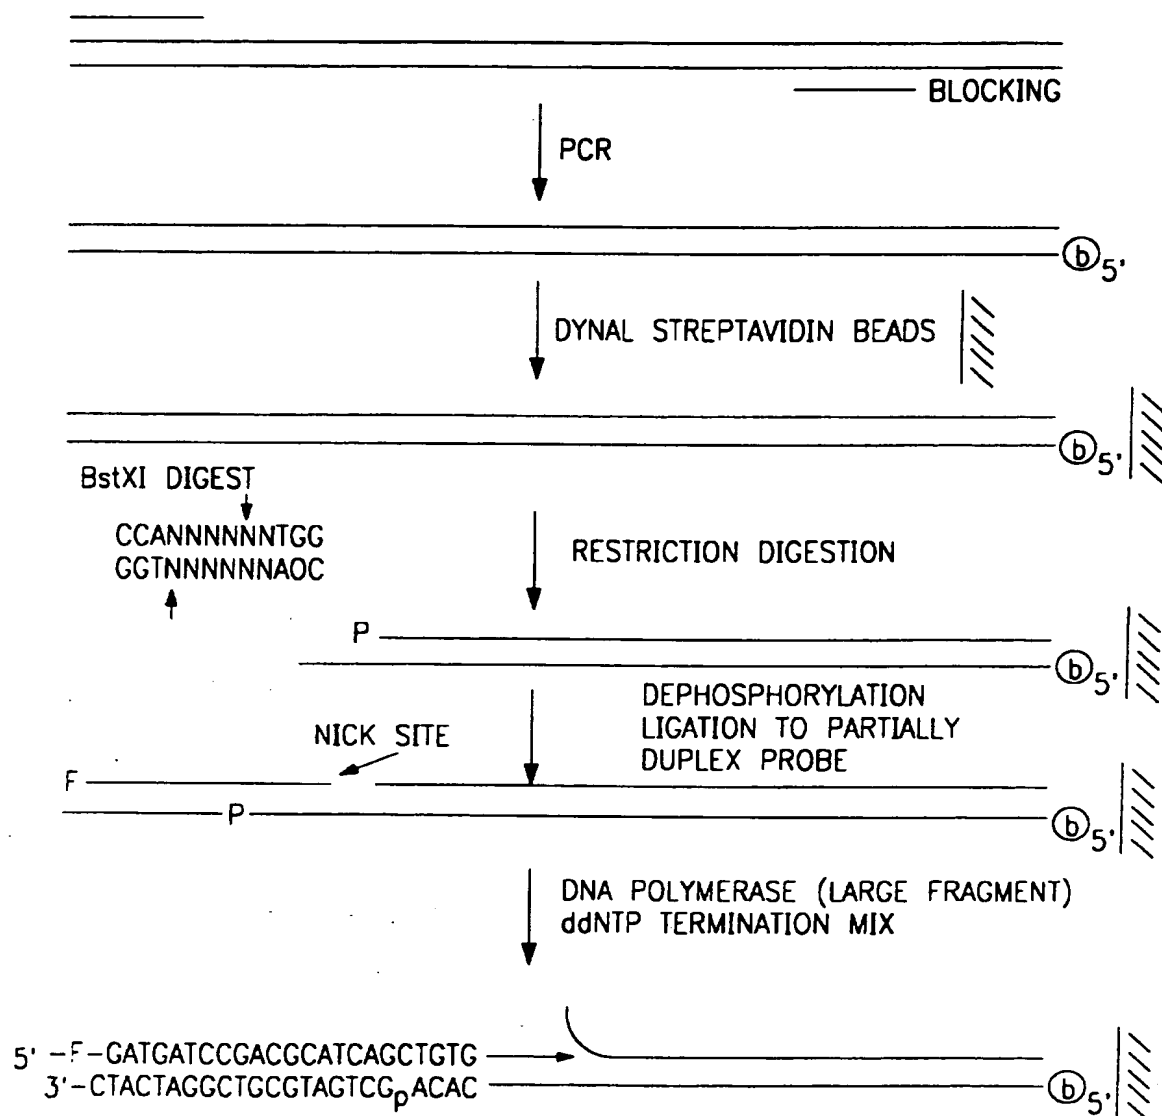 BLOCKING
PCR
b 5'
DYNAL STREPTAVIDIN BEADS
b 5'
BstXI DIGEST
CCANNNNNNTGG
GGTNNNNNNAOC
RESTRICTION DIGESTION
P
b 5'
DEPHOSPHORYLATION
LIGATION TO PARTIALLY
DUPLEX PROBE
NICK SITE
F
P
b 5'
DNA POLYMERASE (LARGE FRAGMENT)
ddNTP TERMINATION MIX
5' -F-GATGATCCGACGCATCAGCTGTG
3'-CTACTAGGCTGCGTAGTCGpACAC
b 5'